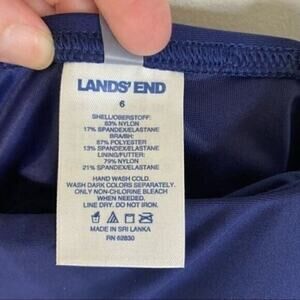 LANDS' END
6
SHELL/OBERSTOFF:
83% NYLON
17% SPANDEX/ELASTANE
BRA/BH:
87% POLYESTER
13% SPANDEX/ELASTANE
LINING/FUTTER:
79% NYLON
21% SPANDEX/ELASTANE
HAND WASH COLD.
WASH DARK COLORS SEPARATELY.
ONLY NON-CHLORINE BLEACH
WHEN NEEDED.
LINE DRY. DO NOT IRON.
MADE IN SRI LANKA
RN 62830